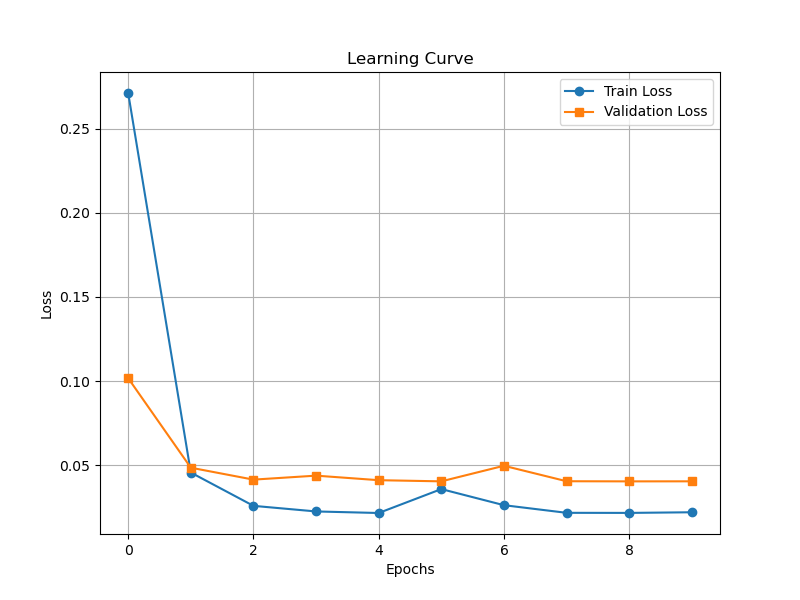 Learning Curve
Train Loss
Validation Loss
0.25
0.20
0.15
0.10
0.05
Loss
0 2 4 6 8
Epochs